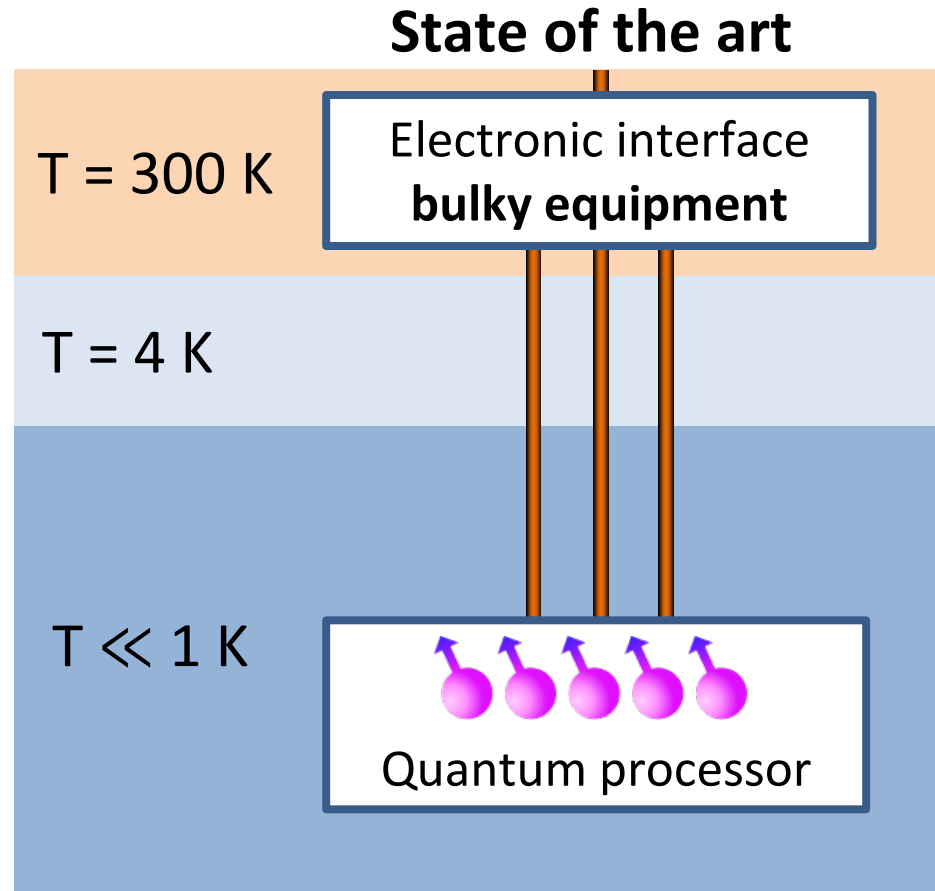 State of the art
T = 300 K
Electronic interface
bulky equipment
T = 4 K
T ≪ 1 K
Quantum processor